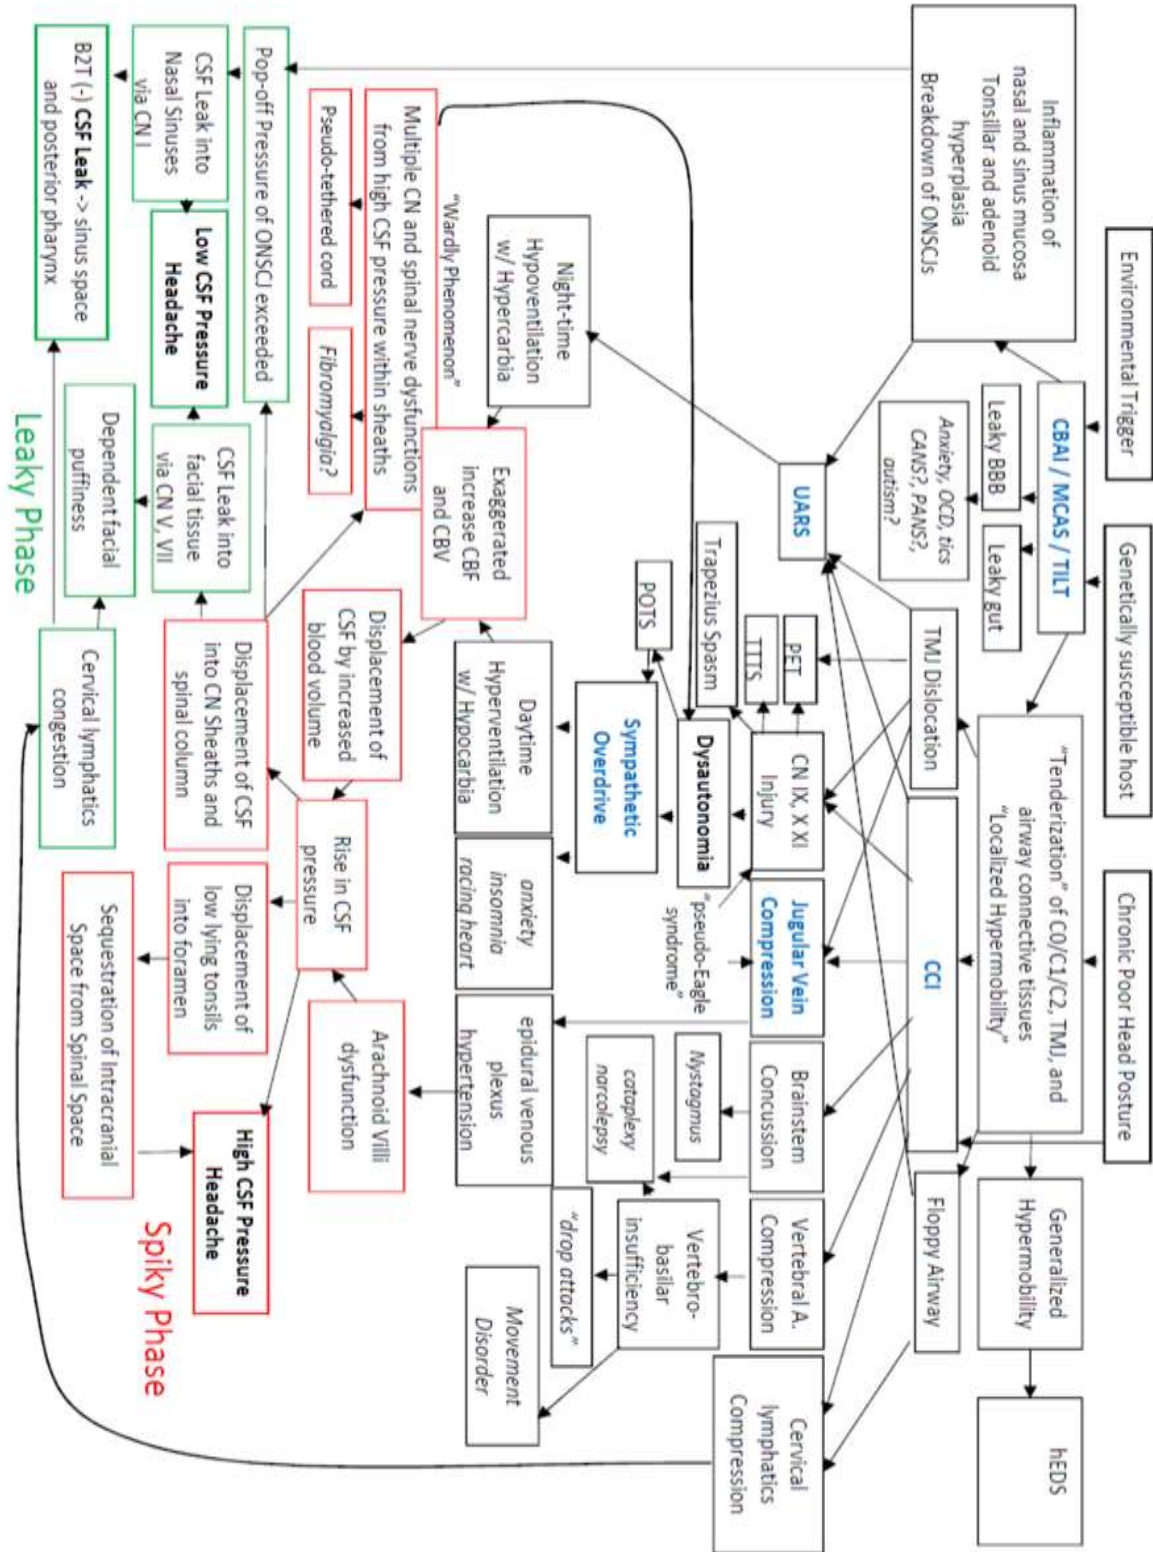 Environmental Trigger
Genetically susceptible host
Chronic Poor Head Posture
Inflammation of
nasal and sinus mucosa
Tonsillar and adenoid
hyperplasia
Breakdown of ONSCJs
CBAI / MCAS / TILT
Leaky BBB
Leaky gut
Anxiety, OCD, tics
CANS?, PANS?,
autism?
"Tenderization" of C0/C1/C2, TMJ, and
airway connective tissues
"Localized Hypermobility"
Generalized
Hypermobility
hEDS
UARS
TMJ Dislocation
CCI
Floppy Airway
PET
TTTS
Trapezius Spasm
CN IX, X XI
Injury
Jugular Vein
Compression
Brainstem
Concussion
Vertebral A.
Compression
Cervical
lymphatics
Compression
"pseudo-Eagle
syndrome"
Dysautonomia
POTS
Sympathetic
Overdrive
Nystagmus
cataplexy
narcolepsy
Vertebro-
basilar
insufficiency
"drop attacks"
Movement
Disorder
Night-time
Hypoventilation
w/ Hypercarbia
Daytime
Hyperventilation
w/ Hypocarbia
anxiety
insomnia
racing heart
epidural venous
plexus
hypertension
"Wardly Phenomenon"
Exaggerated
increase CBF
and CBV
Multiple CN and spinal nerve dysfunctions
from high CSF pressure within sheaths
Pseudo-tethered cord
Fibromyalgia?
Displacement of
CSF by increased
blood volume
Rise in CSF
pressure
Arachnoid Villi
dysfunction
Pop-off Pressure of ONSCJ exceeded
Displacement of CSF
into CN Sheaths and
spinal column
Displacement of
low lying tonsils
into foramen
High CSF Pressure
Headache
CSF Leak into
Nasal Sinuses
via CN I
Low CSF Pressure
Headache
CSF Leak into
facial tissue
via CN V, VII
Sequestration of Intracranial
Space from Spinal Space
Spiky Phase
B2T (-) CSF Leak -> sinus space
and posterior pharynx
Dependent facial
puffiness
Cervical lymphatics
congestion
Leaky Phase